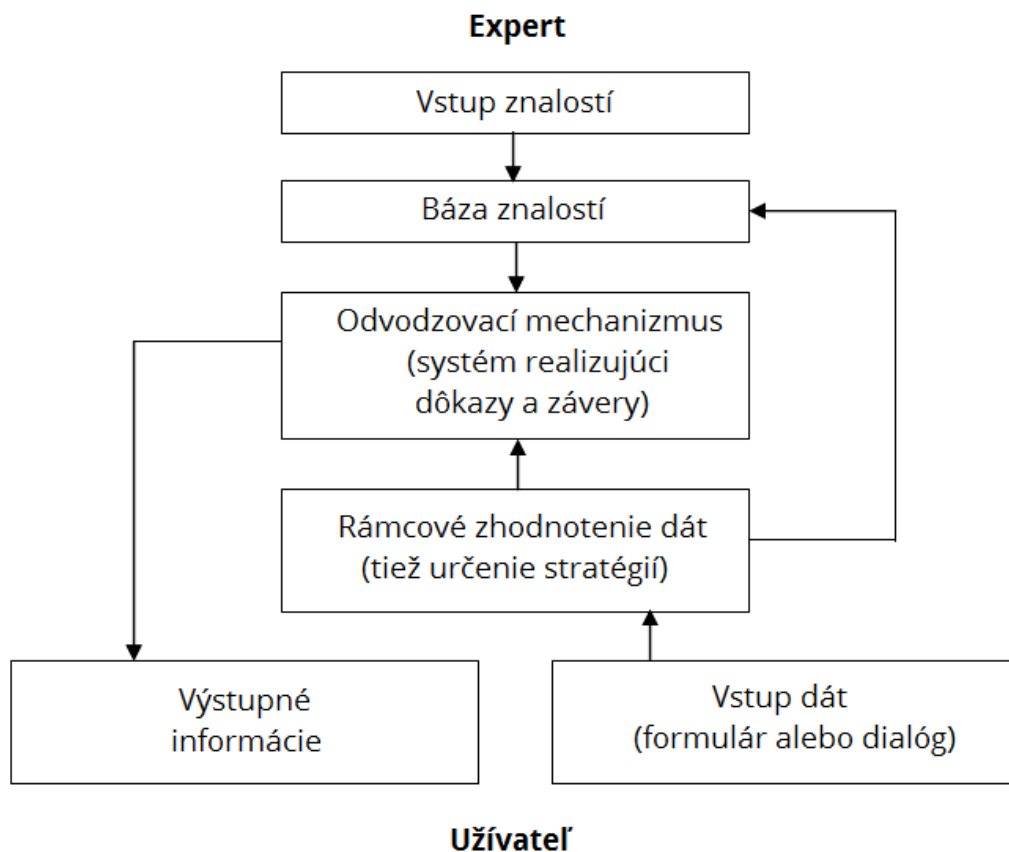 Expert
Vstup znalostí
Báza znalostí
Odvodzovací mechanizmus
(systém realizujúci
dôkazy a závery)
Rámcové zhodnotenie dát
(tiež určenie stratégií)
Výstupné
informácie
Vstup dát
(formulár alebo dialóg)
Užívateľ